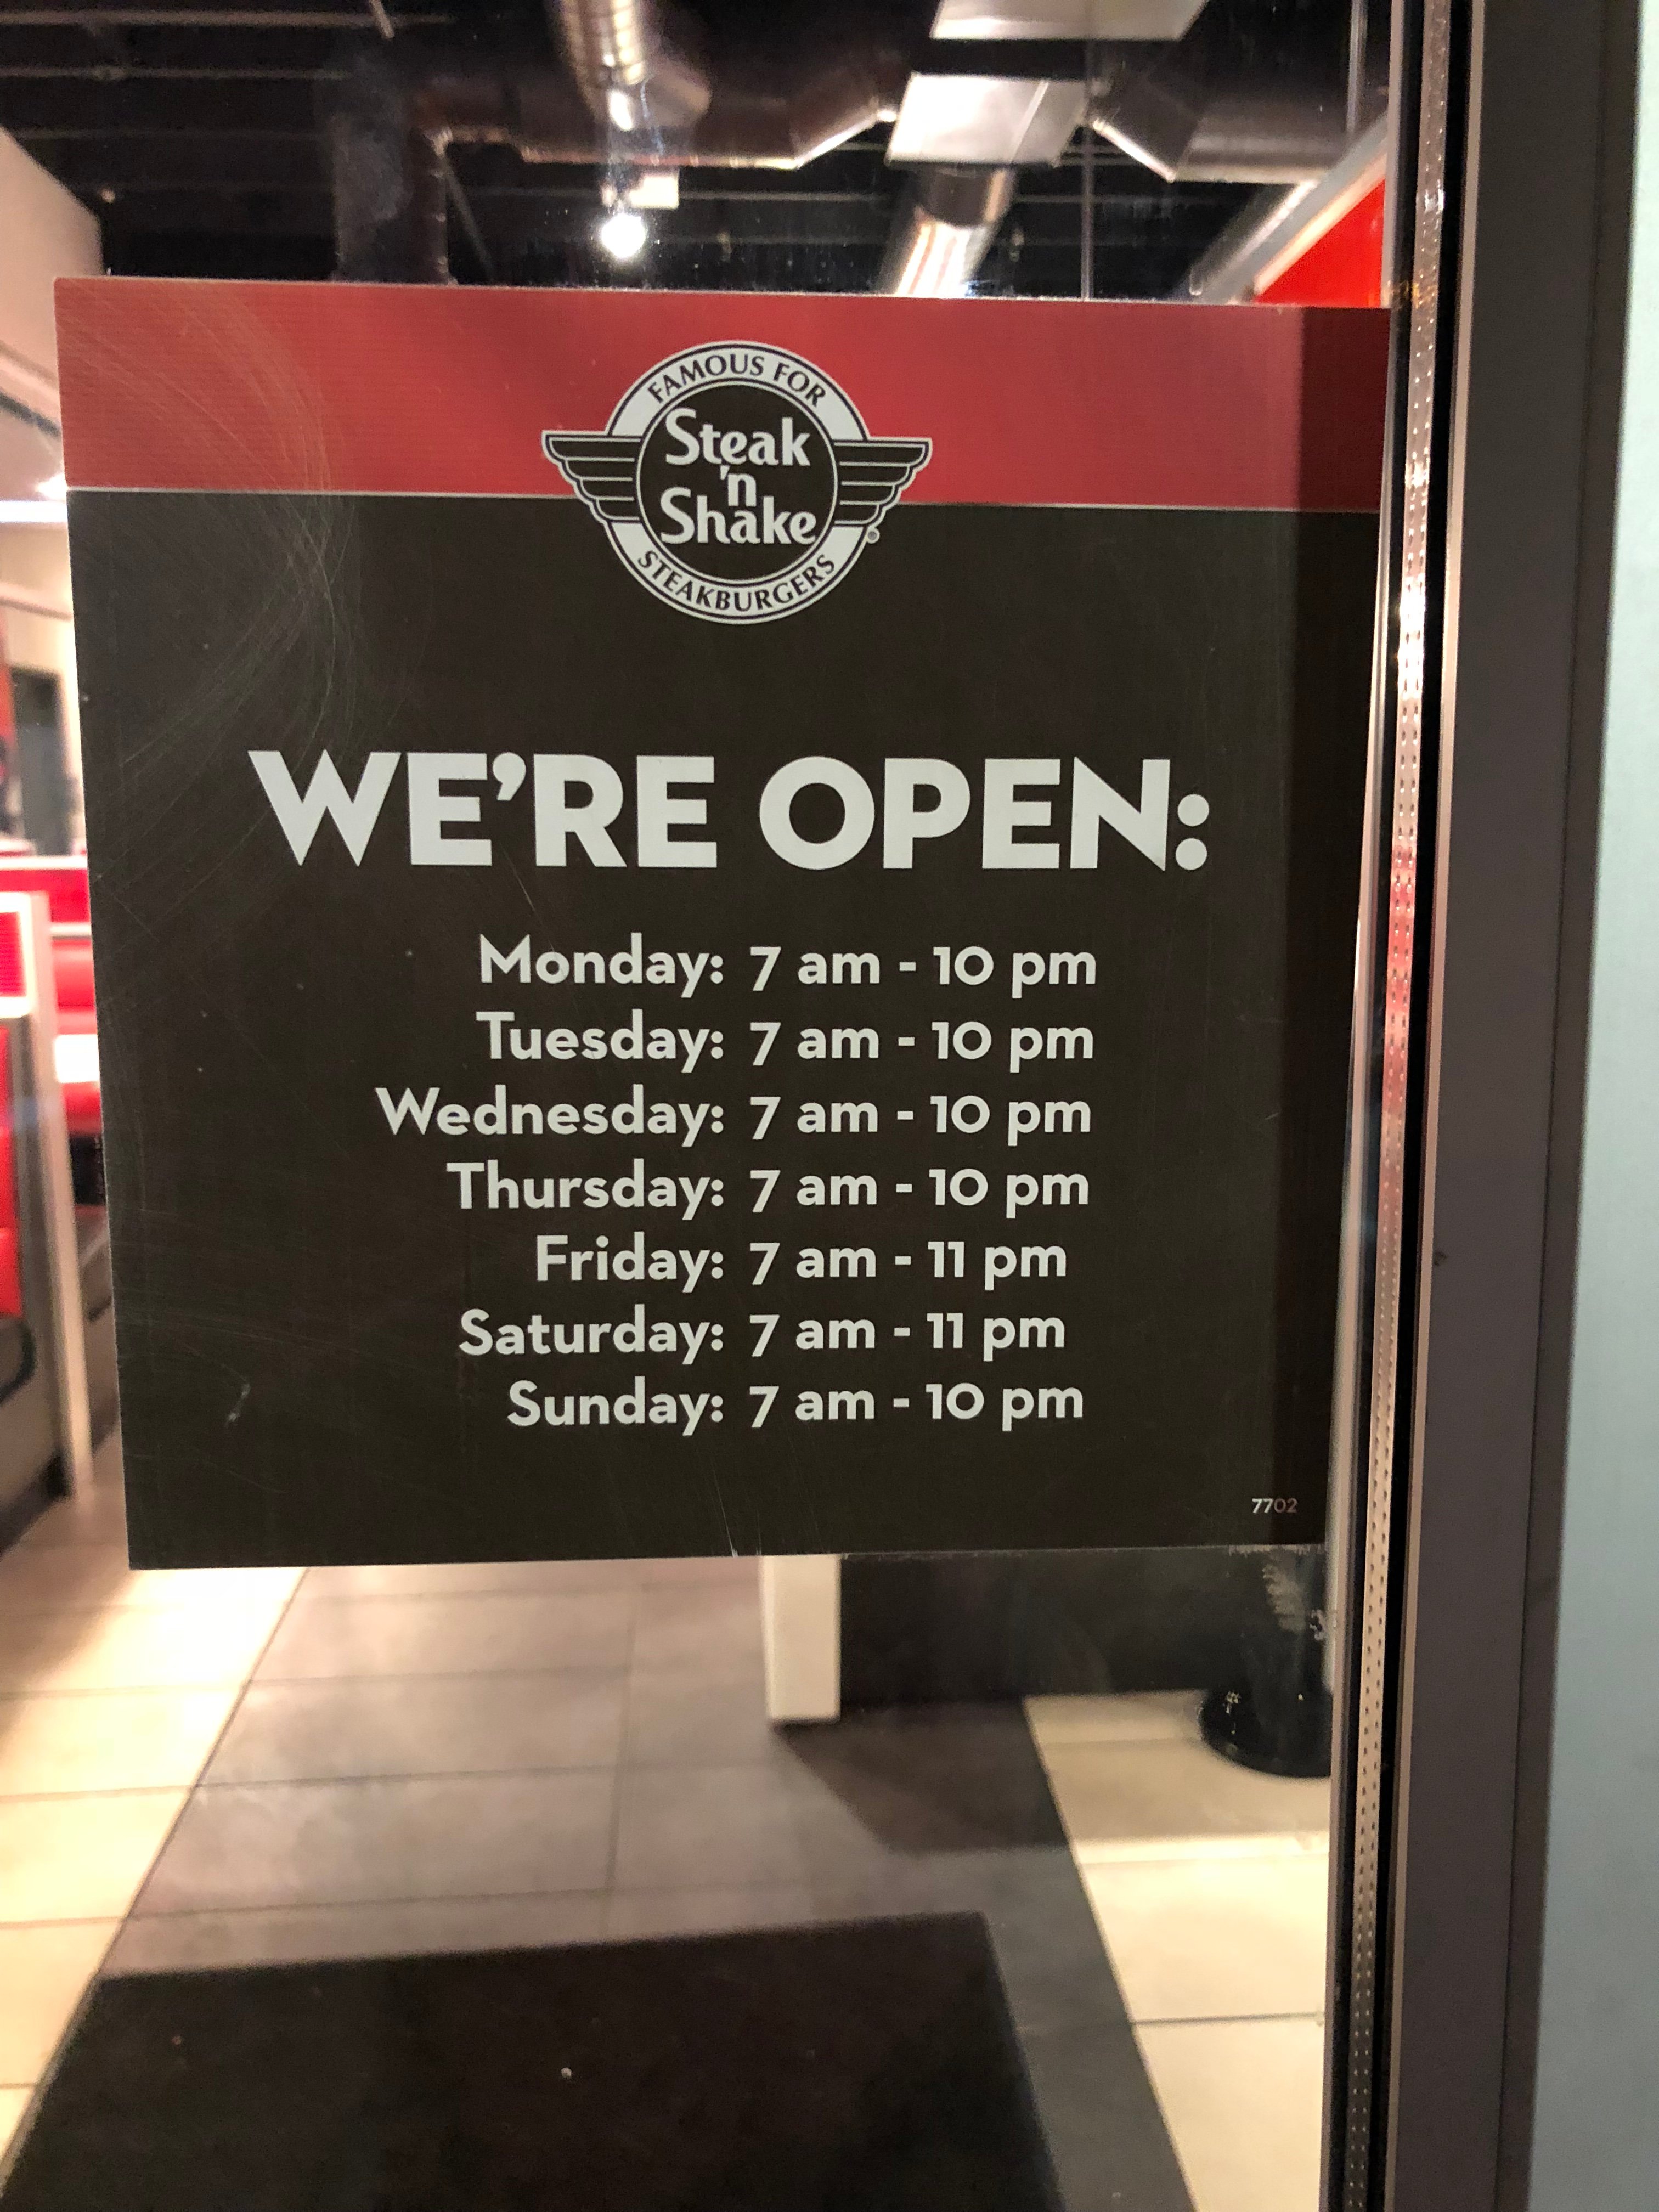 FAMOUS FOR
Steak
'n
Shake
STEAKBURGERS
WE'RE OPEN:
Monday: 7 am - 10 pm
Tuesday: 7 am - 10 pm
Wednesday: 7 am - 10 pm
Thursday: 7 am - 10 pm
Friday: 7 am - 11 pm
Saturday: 7 am - 11 pm
Sunday: 7 am - 10 pm
7702